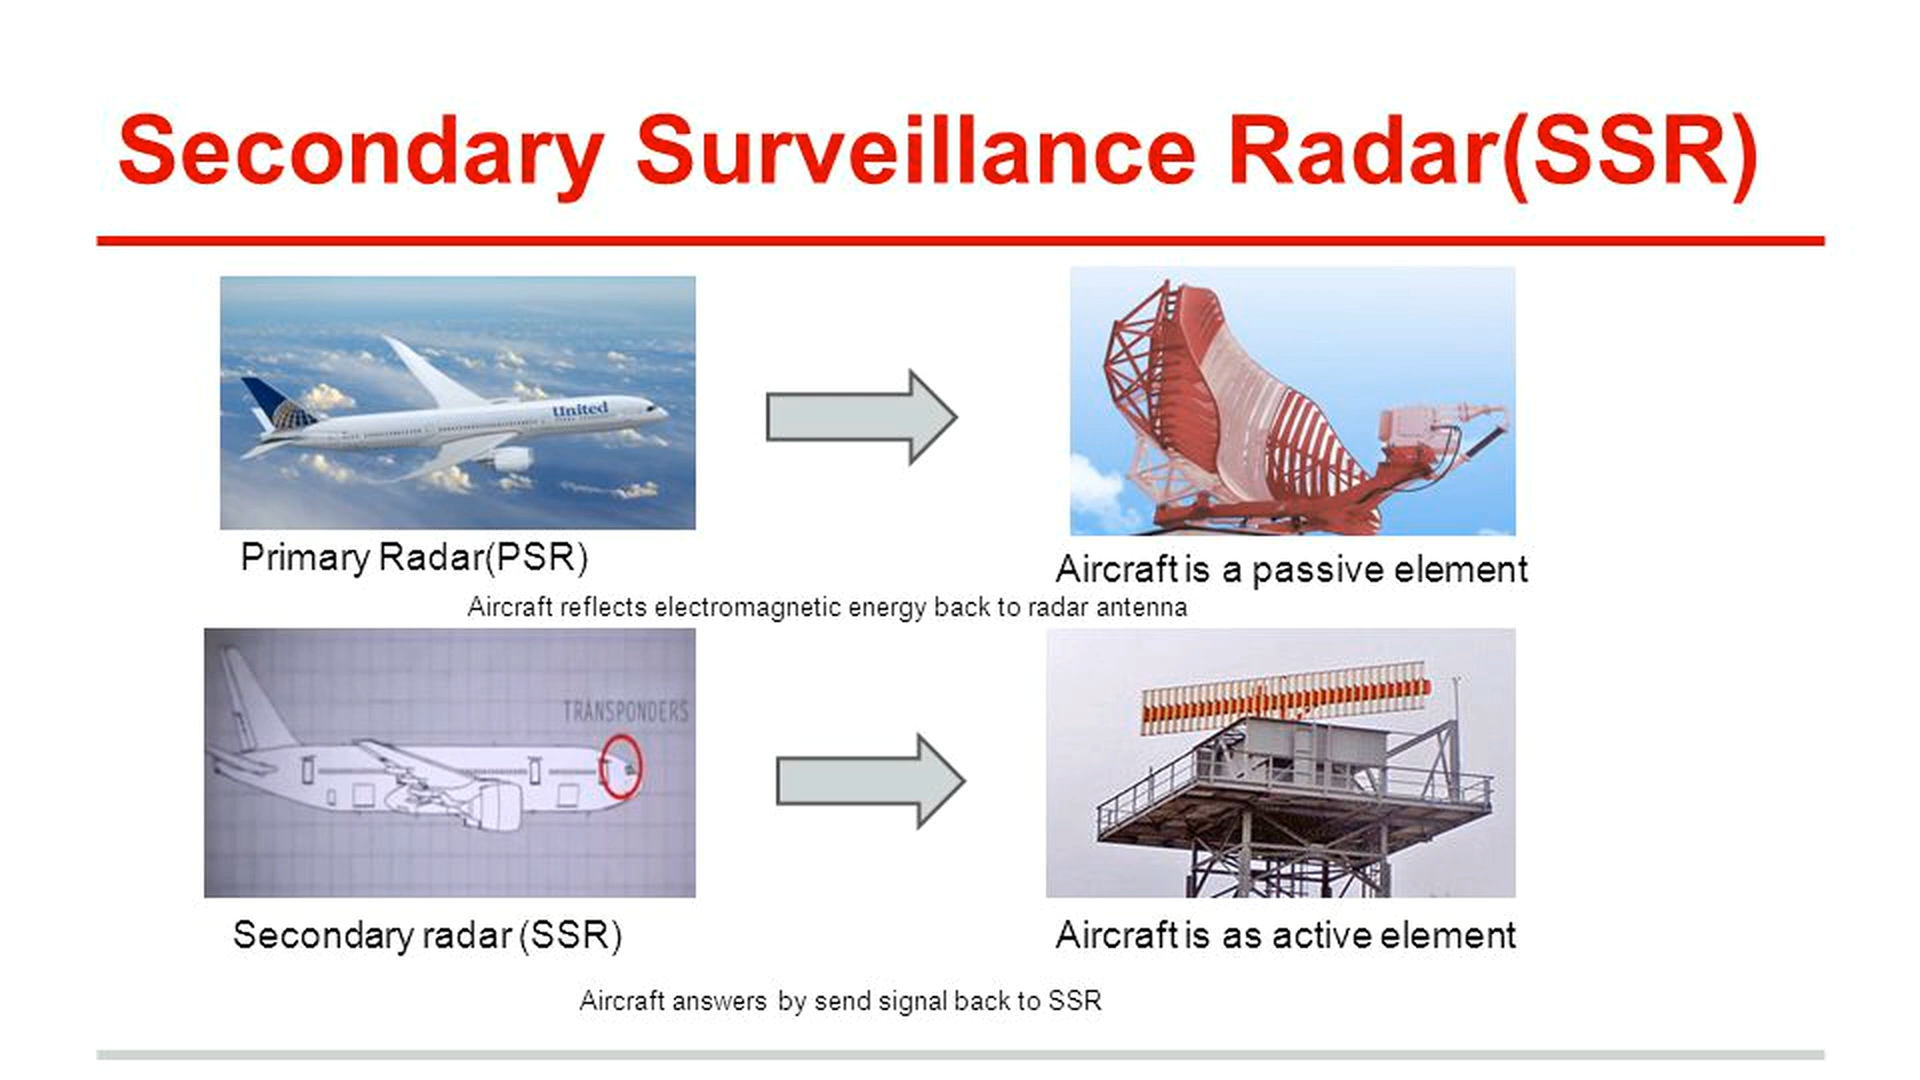 Secondary Surveillance Radar(SSR)
United
Primary Radar(PSR)
Aircraft is a passive element
Aircraft reflects electromagnetic energy back to radar antenna
TRANSPONDERS
Secondary radar (SSR)
Aircraft is as active element
Aircraft answers by send signal back to SSR